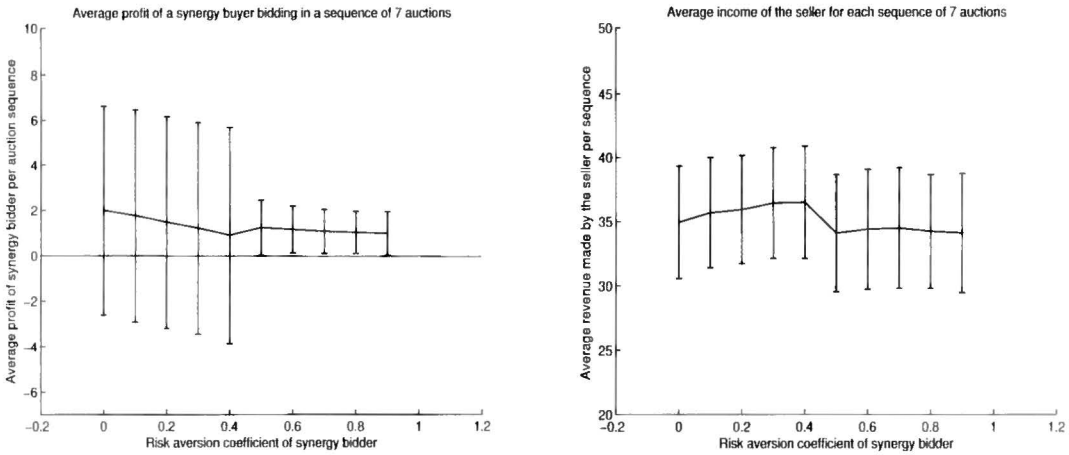 Average profit of a synergy buyer bidding in a sequence of 7 auctions
10
8
6
4
2
0
-2
-4
-6
Average profit of synergy bidder per auction sequence
-0.2 0 0.2 0.4 0.6 0.8 1 1.2
Risk aversion coefficient of synergy bidder
Average income of the seller for each sequence of 7 auctions
50
45
40
35
30
25
20
Average revenue made by the seller per sequence
-0.2 0 0.2 0.4 0.6 0.8 1 1.2
Risk aversion coefficient of synergy bidder